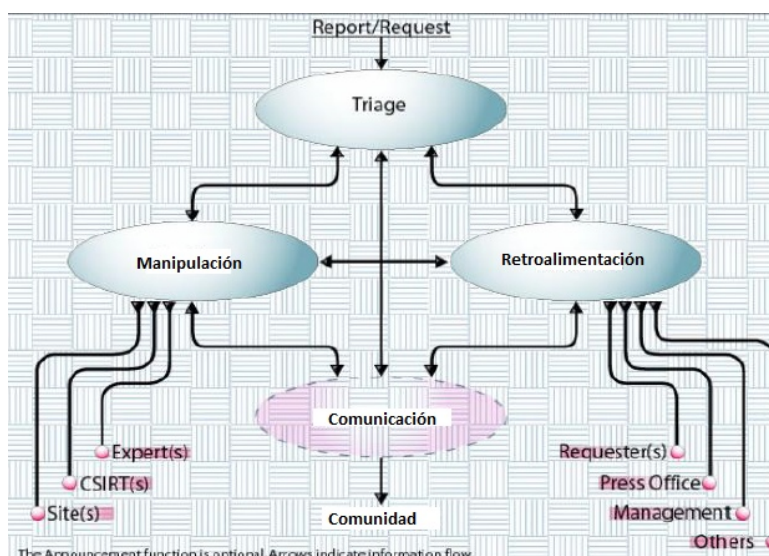 Report/Request
Triage
Manipulación
Retroalimentación
Comunicación
Expert(s)
CSIRT(s)
Site(s)
Requester(s)
Press Office
Management
Others
Comunidad
The Announcement function is optional. Arrows indicate information flow